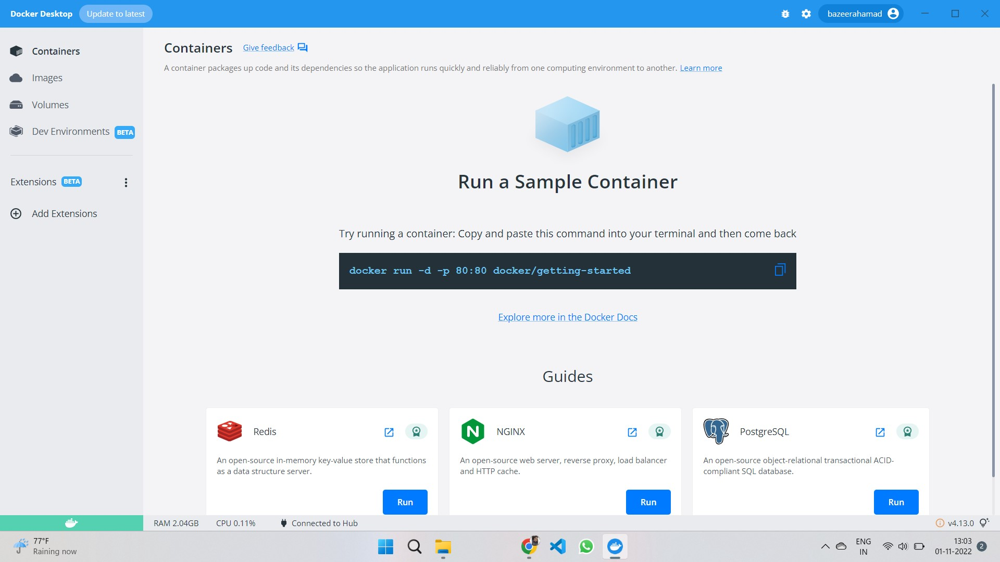 Docker Desktop Update to latest
bazeerahamad
Containers
Images
Volumes
Dev Environments BETA
Extensions BETA
Add Extensions
Containers Give feedback
A container packages up code and its dependencies so the application runs quickly and reliably from one computing environment to another. Learn more
Run a Sample Container
Try running a container: Copy and paste this command into your terminal and then come back
docker run -d -p 80:80 docker/getting-started
Explore more in the Docker Docs
Guides
Redis
An open-source in-memory key-value store that functions
as a data structure server.
Run
NGINX
An open-source web server, reverse proxy, load balancer
and HTTP cache.
Run
PostgreSQL
An open-source object-relational transactional ACID-
compliant SQL database.
Run
RAM 2.04GB CPU 0.11% Connected to Hub
v4.13.0
77°F
Raining now
ENG
IN
13:03
01-11-2022
2